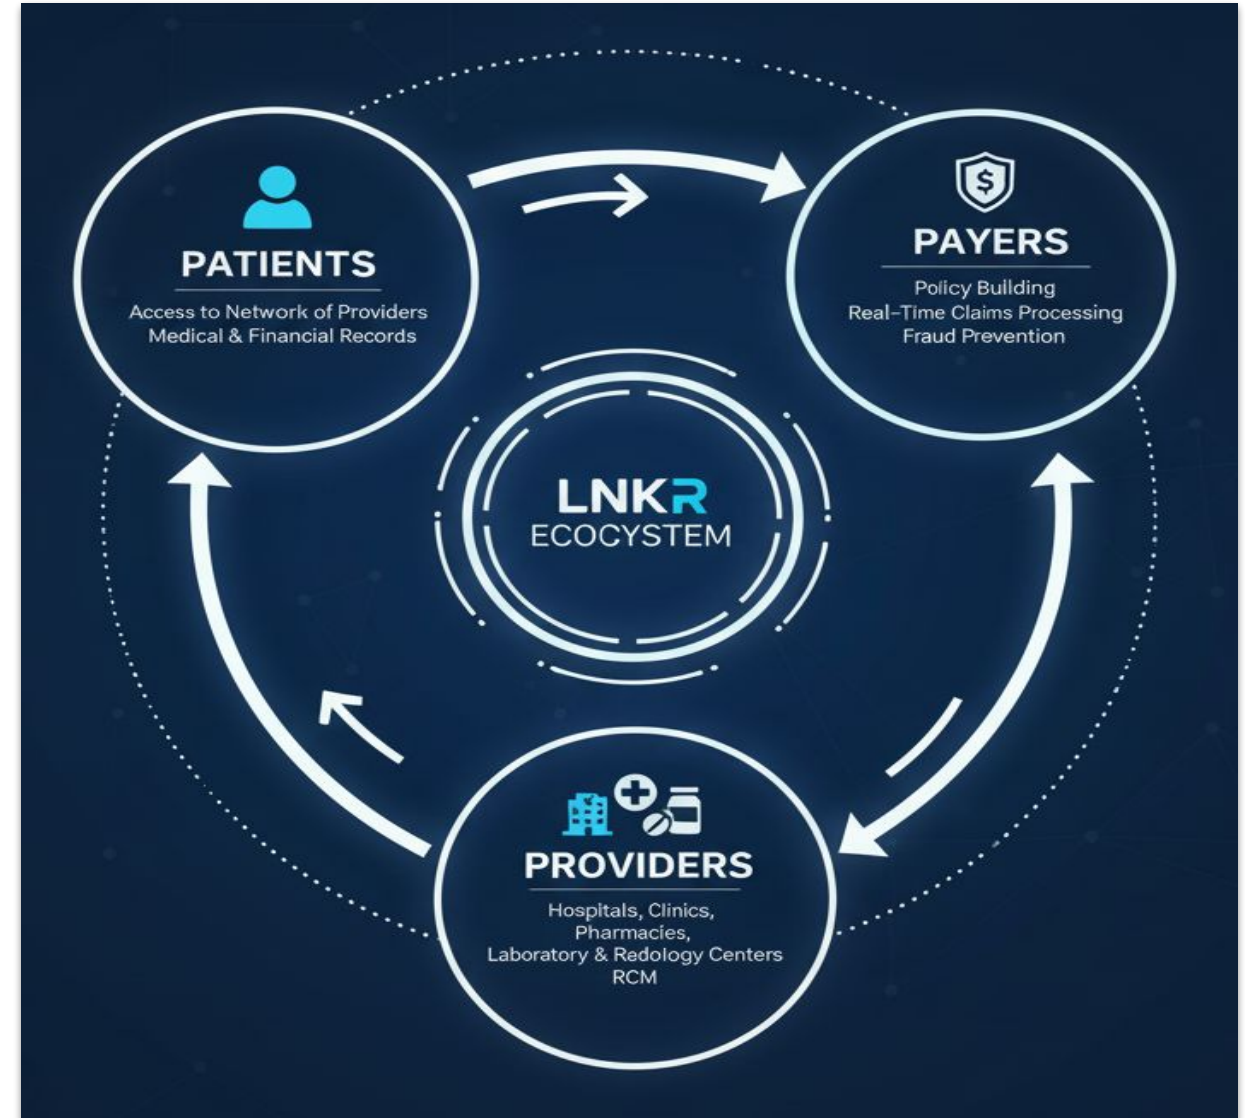 PATIENTS
Access to Network of Providers
Medical & Financial Records
$
PAYERS
Policy Building
Real-Time Claims Processing
Fraud Prevention
LNKR
ECOCYSTEM
PROVIDERS
Hospitals, Clinics,
Pharmacies,
Laboratory & Redology Centers
RCM